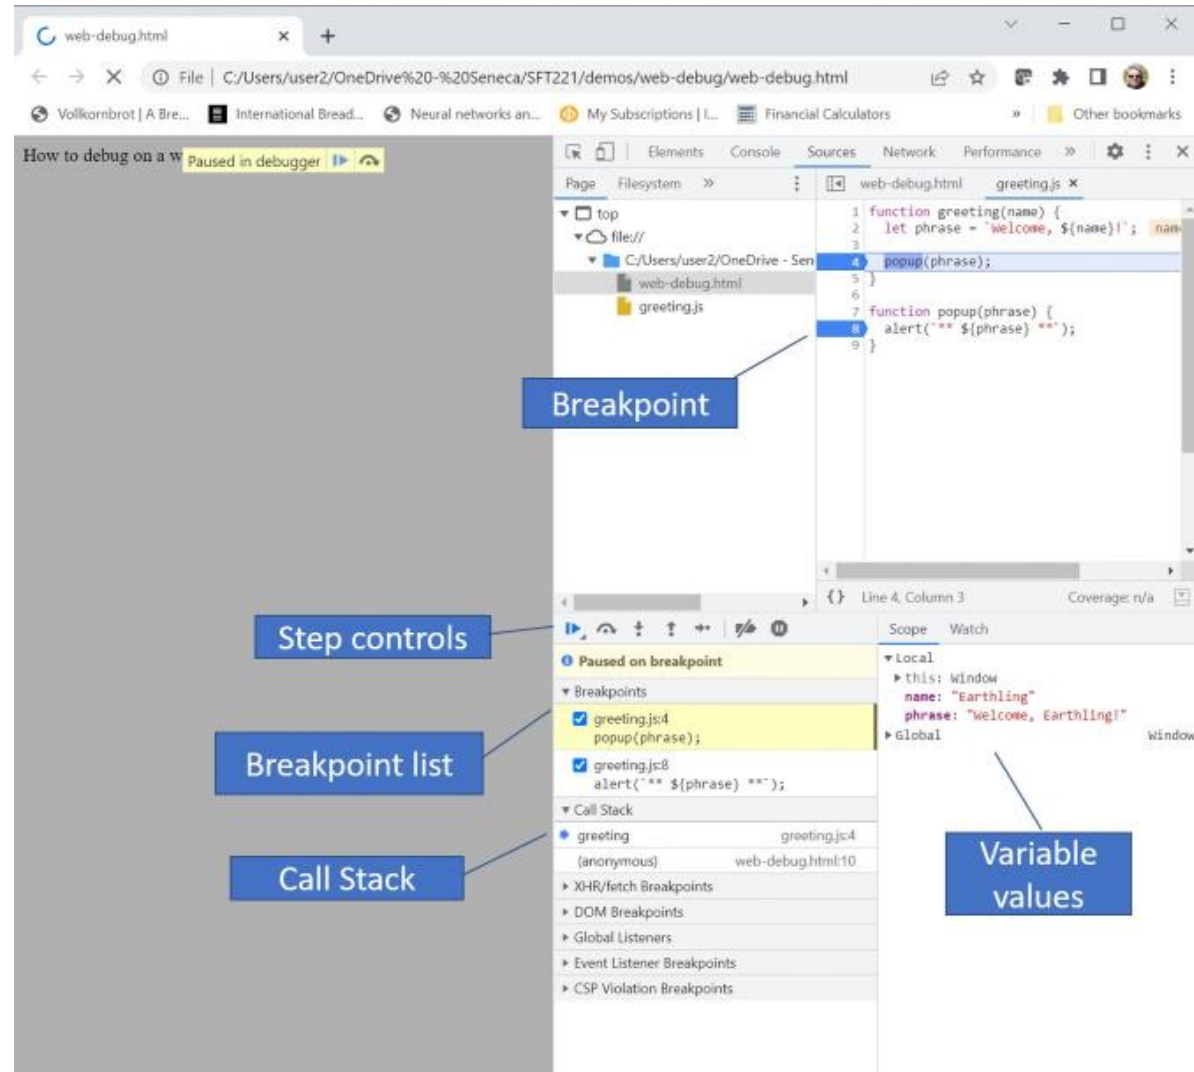 web-debug.html
File | C:/Users/user2/OneDrive%20-%20Seneca/SFT221/demos/web-debug/web-debug.html
Vollkornbrot | A Bre... International Bread... Neural networks an... My Subscriptions | I... Financial Calculators » Other bookmarks
How to debug on a w
Paused in debugger
Elements Console Sources Network Performance »
Page Filesystem »
web-debug.html greeting.js
top
file://
C:/Users/user2/OneDrive - Sen
web-debug.html
greeting.js
1 function greeting(name) {
2 let phrase = `Welcome, ${name}!`; nam
3
4 popup(phrase);
5 }
6
7 function popup(phrase) {
8 alert(`** ${phrase} **`);
9 }
Breakpoint
{} Line 4, Column 3 Coverage: n/a
Step controls
Scope Watch
Paused on breakpoint
Breakpoints
greeting.js:4
popup(phrase);
greeting.js:8
alert(`** ${phrase} **`);
Breakpoint list
Call Stack
greeting greeting.js:4
(anonymous) web-debug.html:10
Call Stack
XHR/fetch Breakpoints
DOM Breakpoints
Global Listeners
Event Listener Breakpoints
CSP Violation Breakpoints
Local
this: Window
name: "Earthling"
phrase: "Welcome, Earthling!"
Global Window
Variable
values